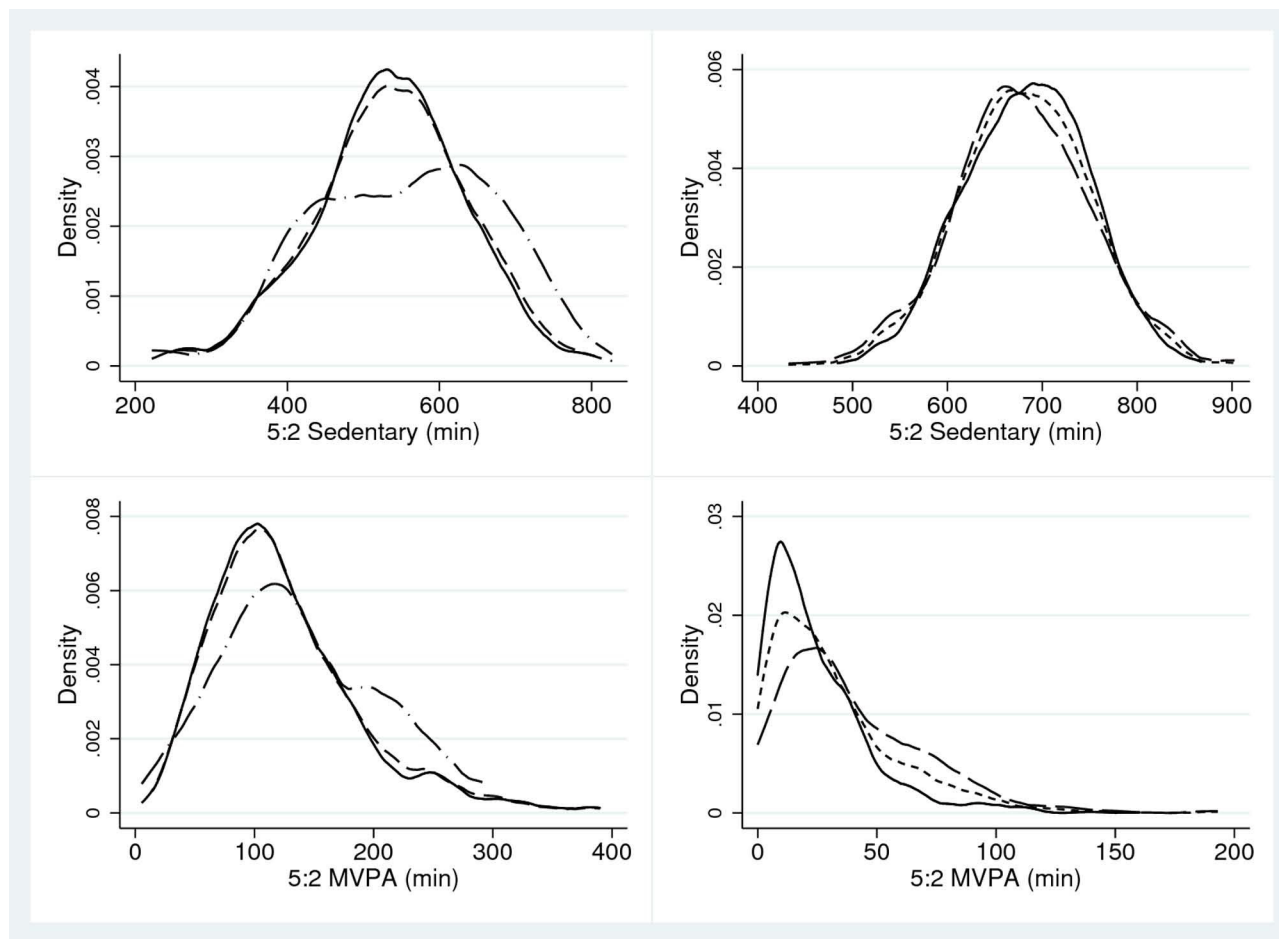 Density
.004
.003
.002
.001
0
200 400 600 800
5:2 Sedentary (min)
Density
.006
.004
.002
0
400 500 600 700 800 900
5:2 Sedentary (min)
Density
.008
.006
.004
.002
0
0 100 200 300 400
5:2 MVPA (min)
Density
.03
.02
.01
0
0 50 100 150 200
5:2 MVPA (min)